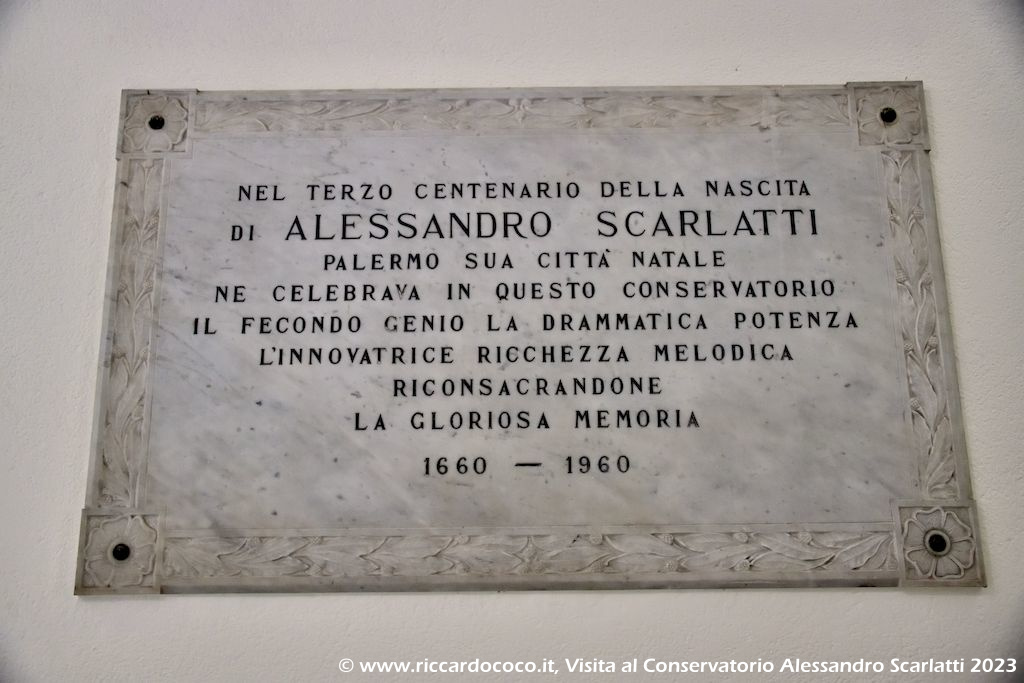 NEL TERZO CENTENARIO DELLA NASCITA
DI ALESSANDRO SCARLATTI
PALERMO SUA CITTÀ NATALE
NE CELEBRAVA IN QUESTO CONSERVATORIO
IL FECONDO GENIO LA DRAMMATICA POTENZA
L'INNOVATRICE RICCHEZZA MELODICA
RICONSACRANDONE
LA GLORIOSA MEMORIA
1660 — 1960
© www.riccardococo.it, Visita al Conservatorio Alessandro Scarlatti 2023